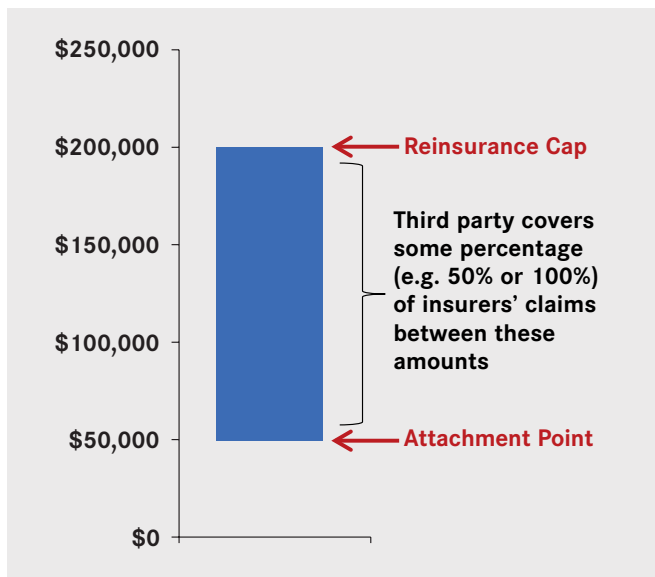 $250,000
$200,000
Reinsurance Cap
Third party covers
some percentage
(e.g. 50% or 100%)
of insurers’ claims
between these
amounts
$150,000
$100,000
$50,000
Attachment Point
$0